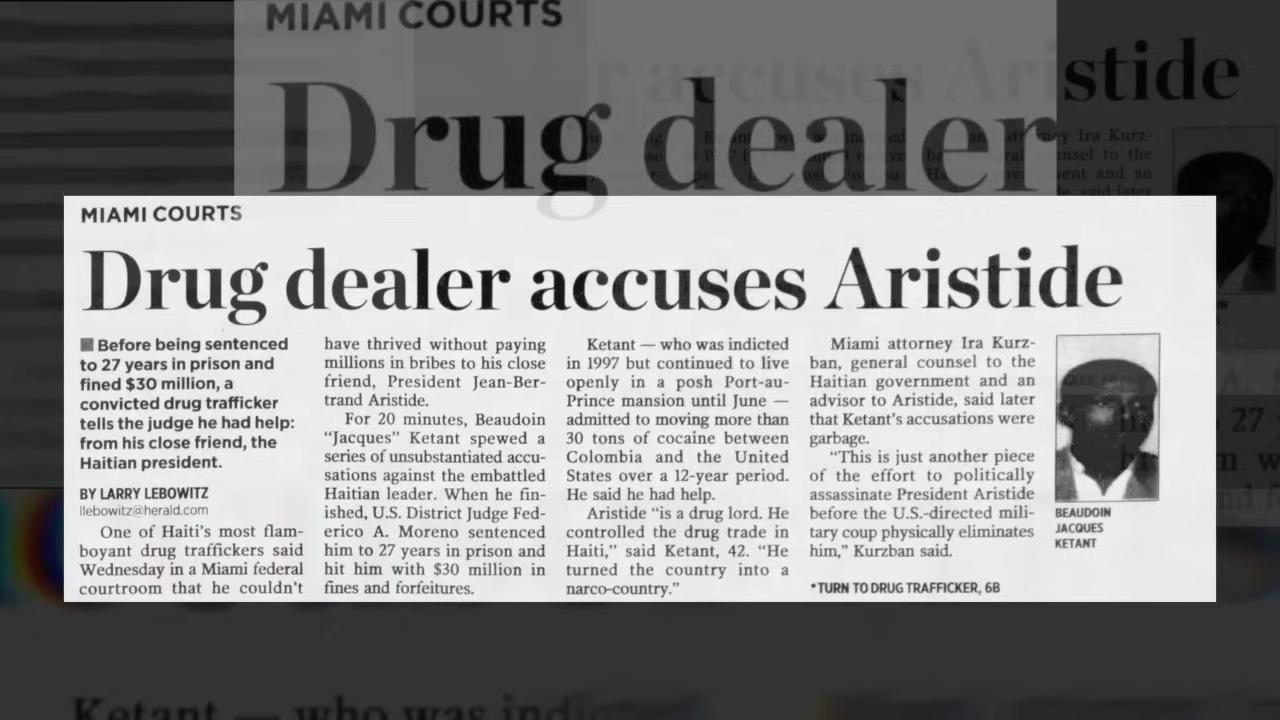 MIAMI COURTS
Drug dealer
stide
MIAMI COURTS
Drug dealer accuses Aristide
■ Before being sentenced
to 27 years in prison and
fined $30 million, a
convicted drug trafficker
tells the judge he had help:
from his close friend, the
Haitian president.
BY LARRY LEBOWITZ
llebowitz@herald.com
One of Haiti's most flam-
boyant drug traffickers said
Wednesday in a Miami federal
courtroom that he couldn't
have thrived without paying
millions in bribes to his close
friend, President Jean-Ber-
trand Aristide.
For 20 minutes, Beaudoin
"Jacques" Ketant spewed a
series of unsubstantiated accu-
sations against the embattled
Haitian leader. When he fin-
ished, U.S. District Judge Fed-
erico A. Moreno sentenced
him to 27 years in prison and
hit him with $30 million in
fines and forfeitures.
Ketant — who was indicted
in 1997 but continued to live
openly in a posh Port-au-
Prince mansion until June —
admitted to moving more than
30 tons of cocaine between
Colombia and the United
States over a 12-year period.
He said he had help.
Aristide "is a drug lord. He
controlled the drug trade in
Haiti," said Ketant, 42. "He
turned the country into a
narco-country."
Miami attorney Ira Kurz-
ban, general counsel to the
Haitian government and an
advisor to Aristide, said later
that Ketant's accusations were
garbage.
"This is just another piece
of the effort to politically
assassinate President Aristide
before the U.S.-directed mili-
tary coup physically eliminates
him," Kurzban said.
*TURN TO DRUG TRAFFICKER, 6B
BEAUDOIN
JACQUES
KETANT
Ketant — who was indic